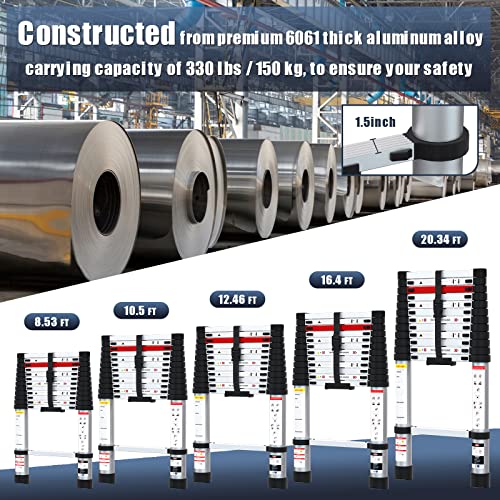 Constructed from premium 6061 thick aluminum alloy
carrying capacity of 330 lbs / 150 kg, to ensure your safety
1.5inch
20.34 FT
16.4 FT
12.46 FT
10.5 FT
8.53 FT